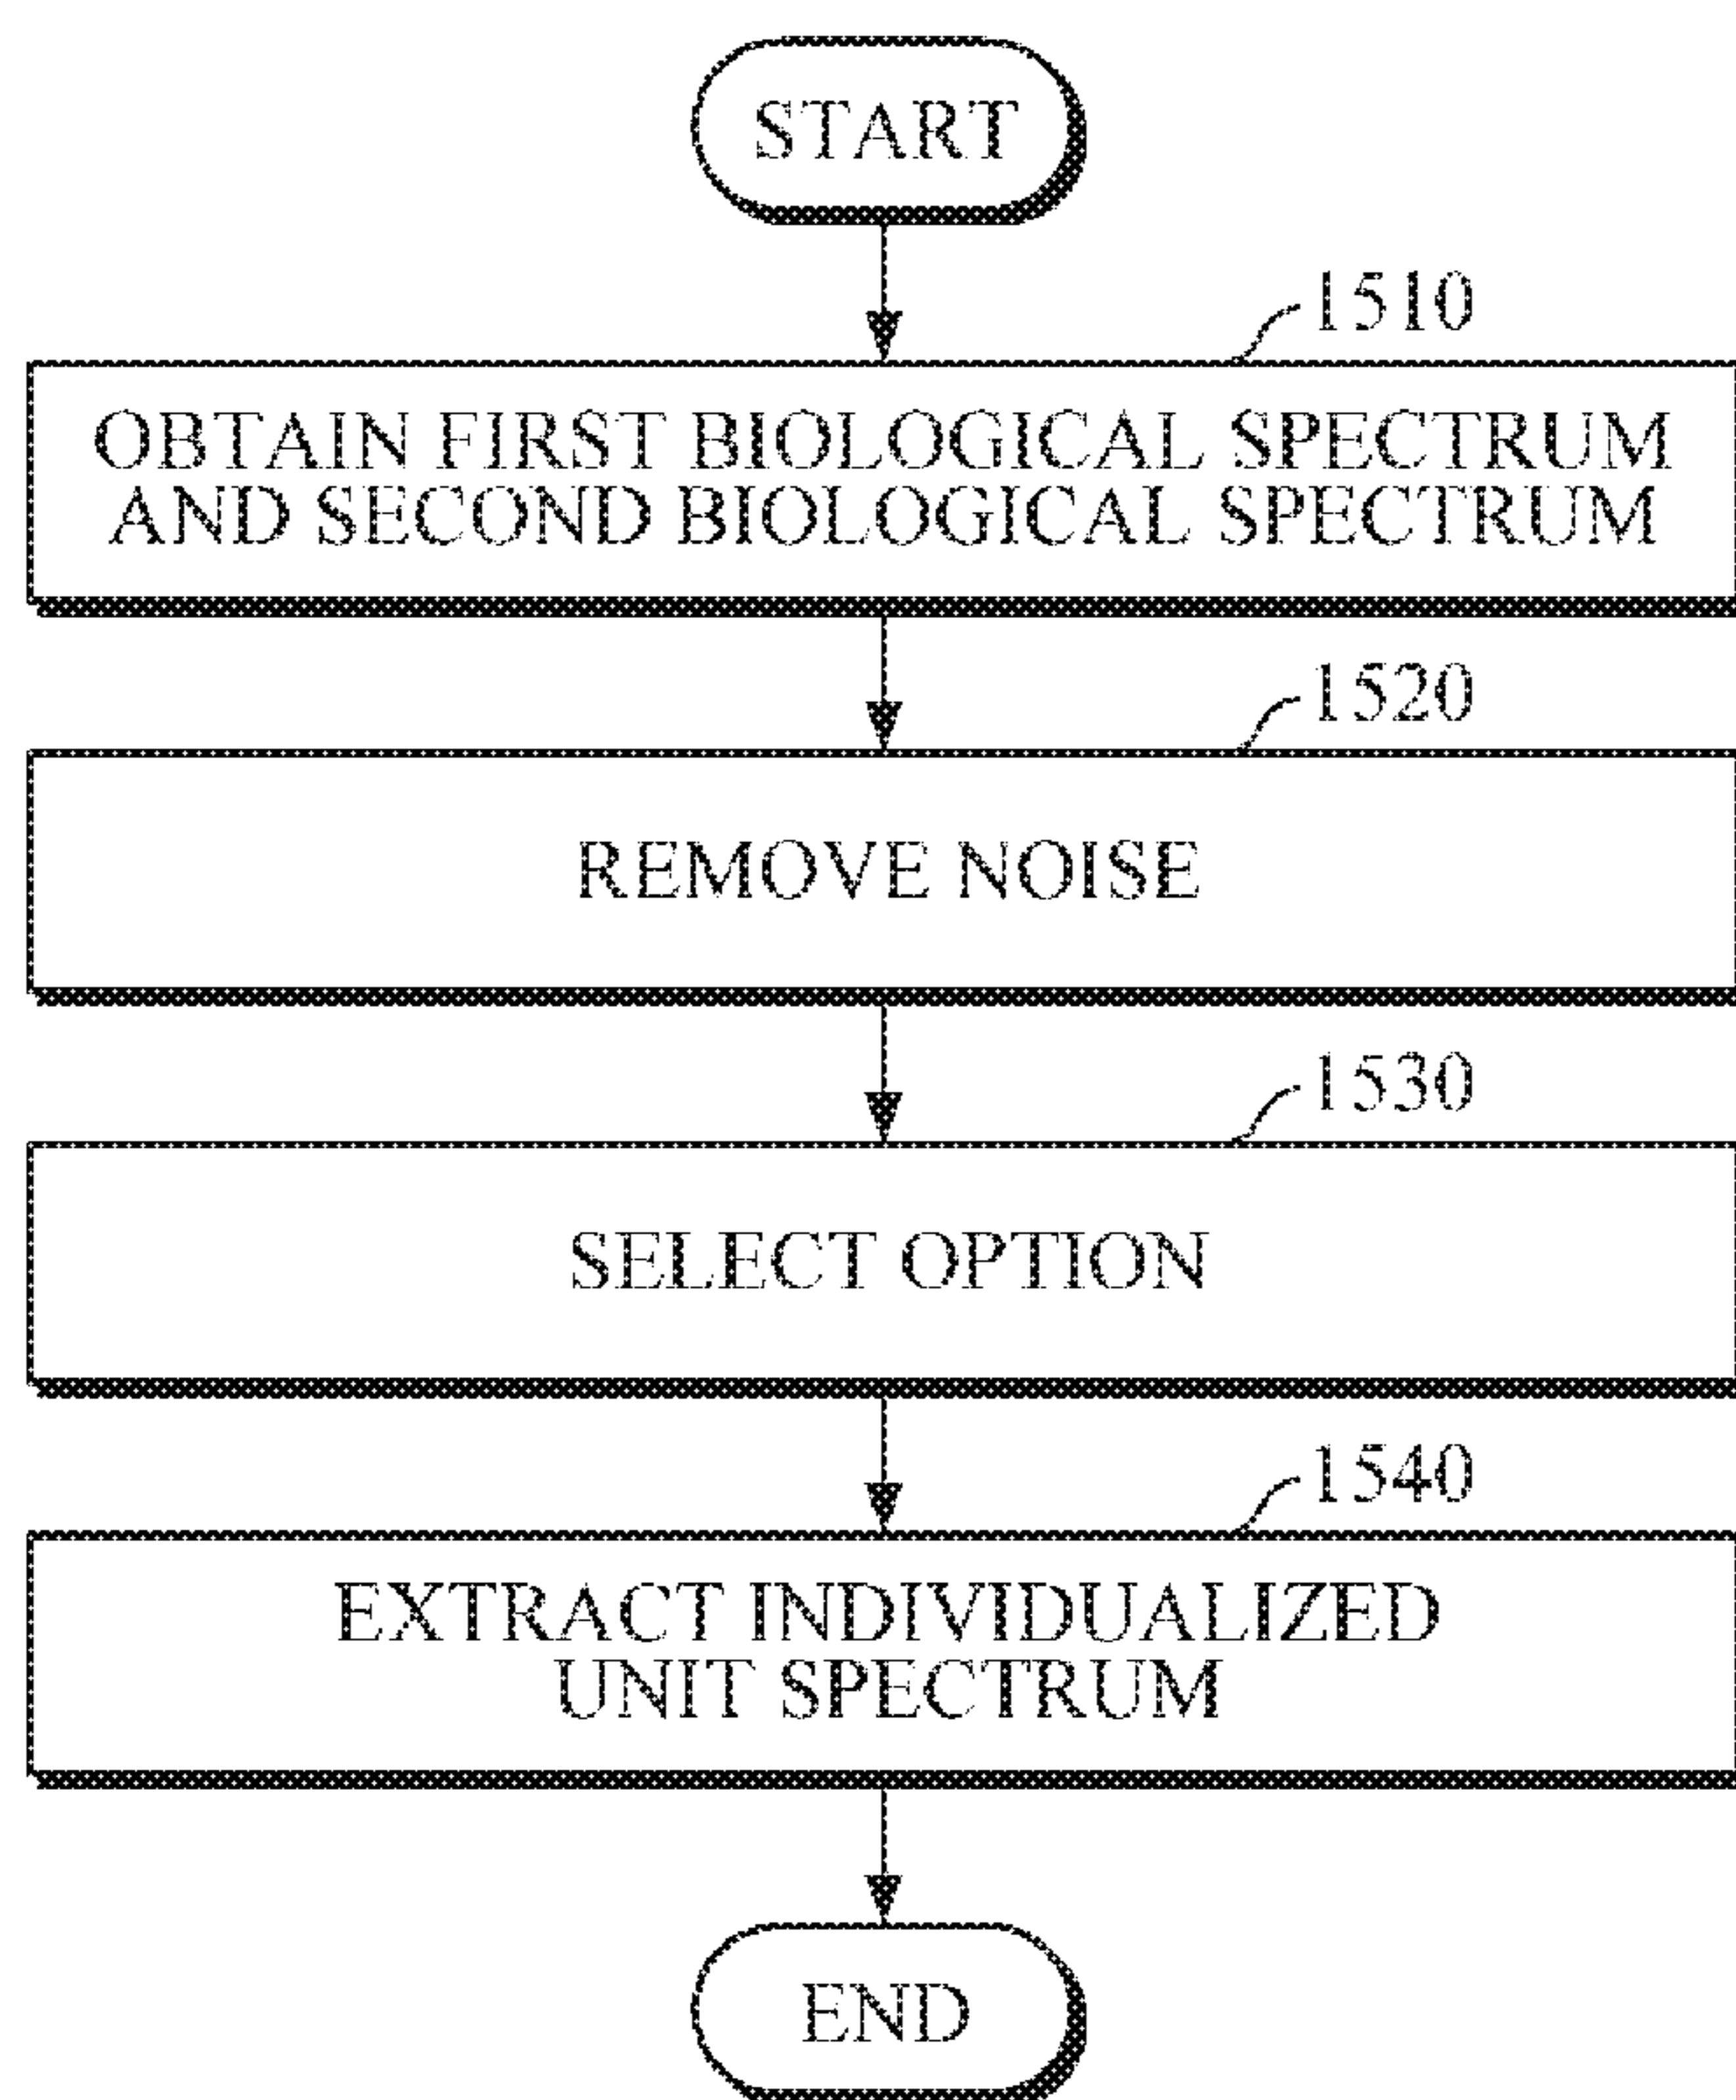 START
1510
OBTAIN FIRST BIOLOGICAL SPECTRUM
AND SECOND BIOLOGICAL SPECTRUM
1520
REMOVE NOISE
1530
SELECT OPTION
1540
EXTRACT INDIVIDUALIZED
UNIT SPECTRUM
END